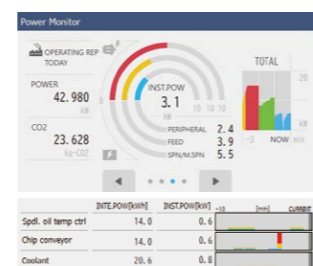 Power Monitor
OPERATING REP
TODAY
POWER
42.980
kW
CO2
23.628
kg-CO2
INST.POW
3.1
kW
0
10 10 10
PERIPHERAL 2.4
FEED 3.9
SPN/M.SPN 5.5
TOTAL
20
kW
-3 NOW min
INTE.POW[kWh] INST.POW[kW] -10 [min] CURRENT
Spdl. oil temp ctrl 14.0 0.6
Chip conveyor 14.0 0.6
Coolant 20.6 0.8